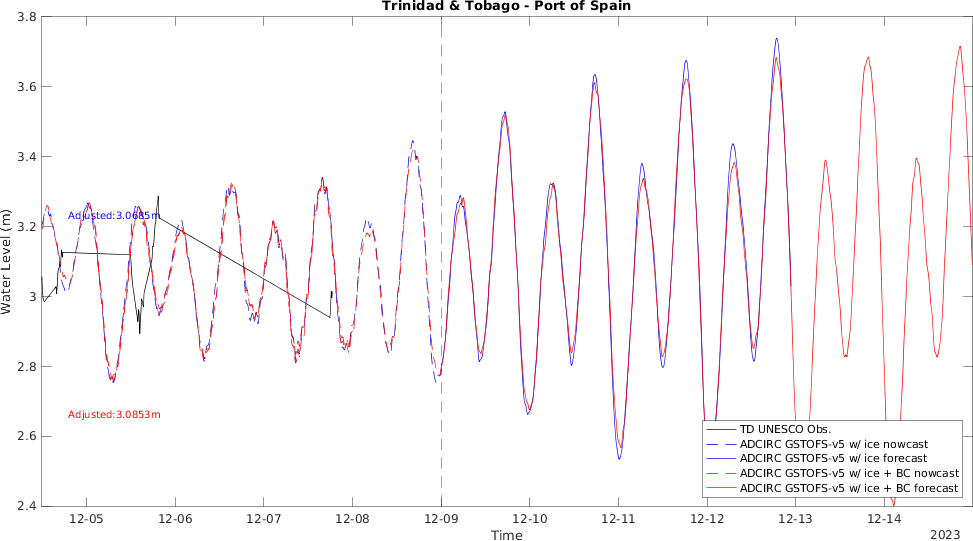 Trinidad & Tobago - Port of Spain
3.8
3.6
3.4
3.2
3
2.8
2.6
2.4
Water Level (m)
Adjusted:3.0685m
Adjusted:3.0853m
TD UNESCO Obs.
ADCIRC GSTOFS-v5 w/ ice nowcast
ADCIRC GSTOFS-v5 w/ ice forecast
ADCIRC GSTOFS-v5 w/ ice + BC nowcast
ADCIRC GSTOFS-v5 w/ ice + BC forecast
12-05 12-06 12-07 12-08 12-09 12-10 12-11 12-12 12-13 12-14
Time
2023